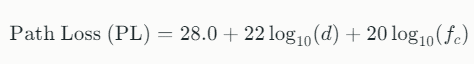 Path Loss (PL) = 28.0 + 22 log₁₀(d) + 20 log₁₀(f_c)